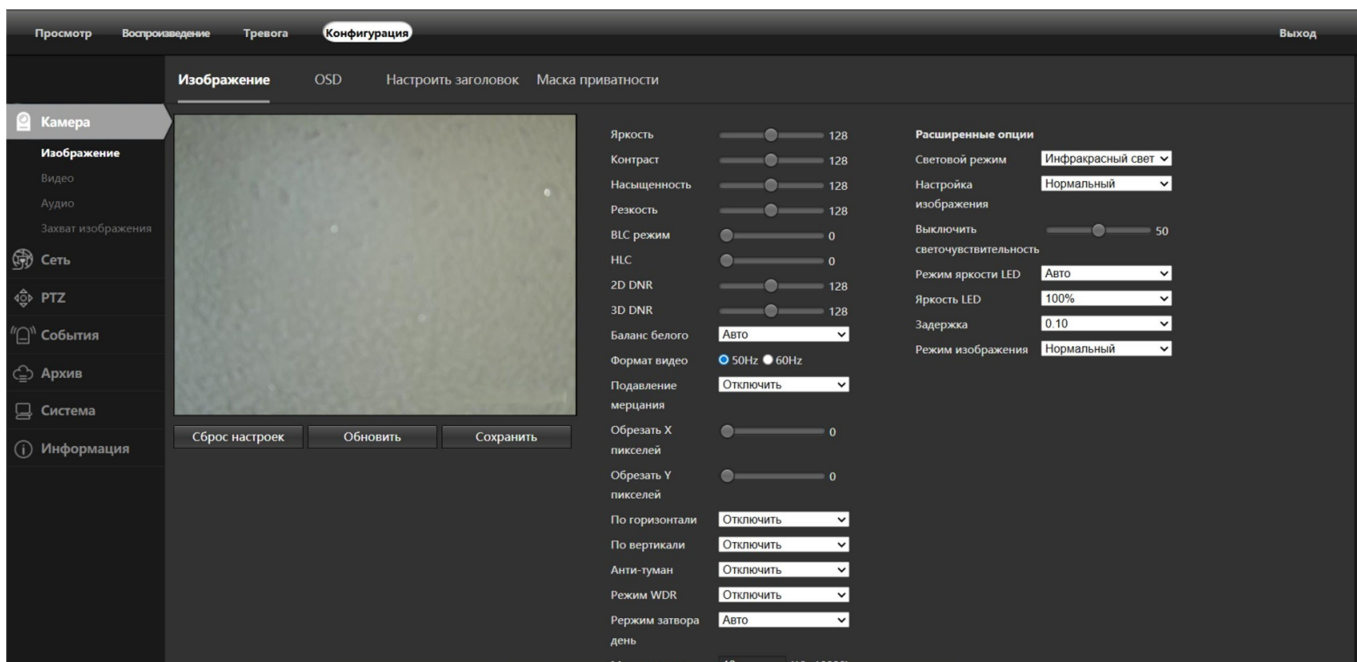 Просмотр Воспроизведение Тревога Конфигурация Выход
Изображение OSD Настроить заголовок Маска приватности
Камера
Изображение
Видео
Аудио
Захват изображения
Сеть
PTZ
События
Архив
Система
Информация
Сброс настроек Обновить Сохранить
Яркость 128
Контраст 128
Насыщенность 128
Резкость 128
BLC режим 0
HLC 0
2D DNR 128
3D DNR 128
Баланс белого Авто
Формат видео 50Hz 60Hz
Подавление Отключить
мерцания
Обрезать X 0
пикселей
Обрезать Y 0
пикселей
По горизонтали Отключить
По вертикали Отключить
Анти-туман Отключить
Режим WDR Отключить
Рержим затвора Авто
день
Расширенные опции
Световой режим Инфракрасный свет
Настройка Нормальный
изображения
Выключить 50
светочувствительность
Режим яркости LED Авто
Яркость LED 100%
Задержка 0.10
Режим изображения Нормальный